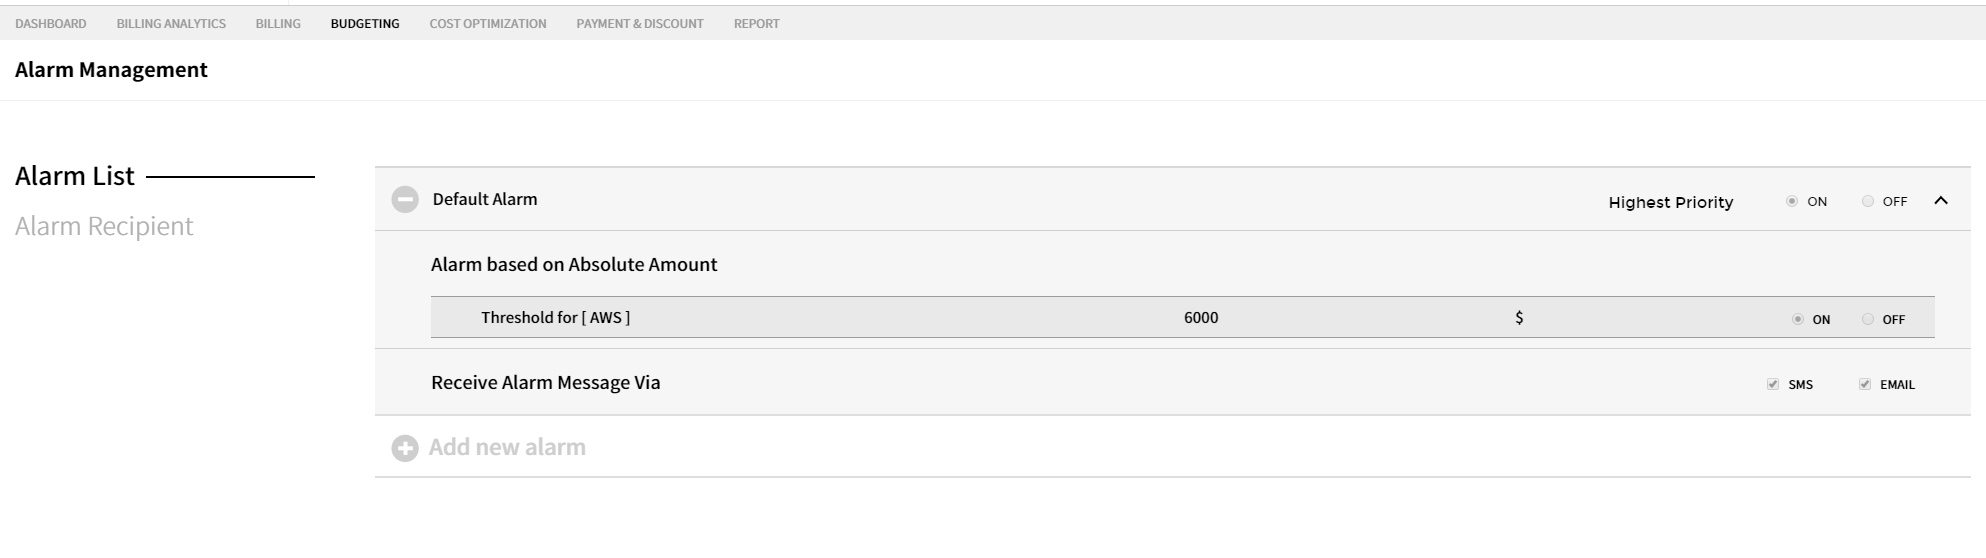 DASHBOARD BILLING ANALYTICS BILLING BUDGETING COST OPTIMIZATION PAYMENT & DISCOUNT REPORT
Alarm Management
Alarm List
Alarm Recipient
Default Alarm Highest Priority ON OFF
Alarm based on Absolute Amount
Threshold for [ AWS ] 6000 $ ON OFF
Receive Alarm Message Via SMS EMAIL
Add new alarm